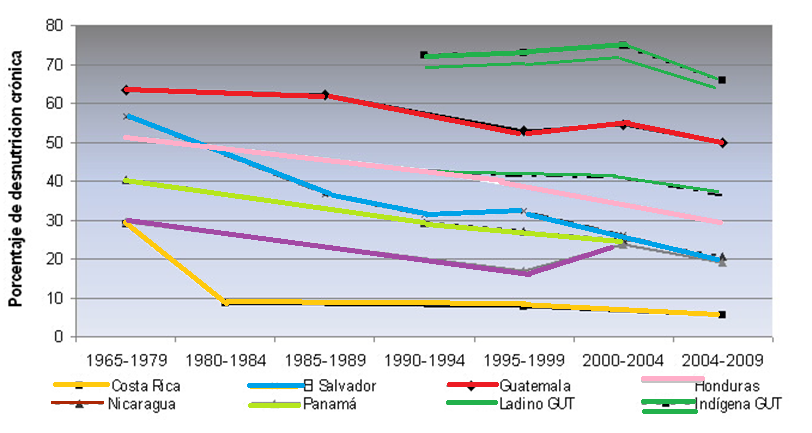 Porcentaje de desnutricion crónica
80
70
60
50
40
30
20
10
0
1965-1979 1980-1984 1985-1989 1990-1994 1995-1999 2000-2004 2004-2009
Costa Rica El Salvador Guatemala Honduras
Nicaragua Panamá Ladino GUT Indígena GUT